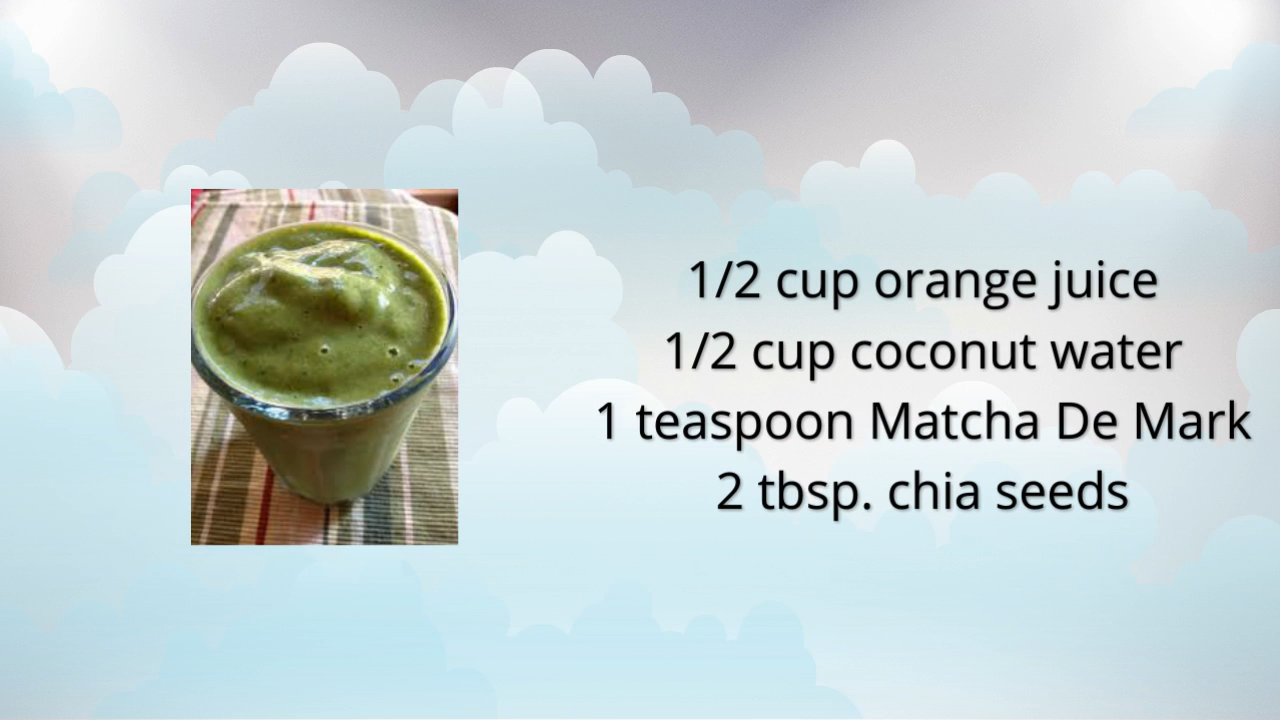 1/2 cup orange juice
1/2 cup coconut water
1 teaspoon Matcha De Mark
2 tbsp. chia seeds